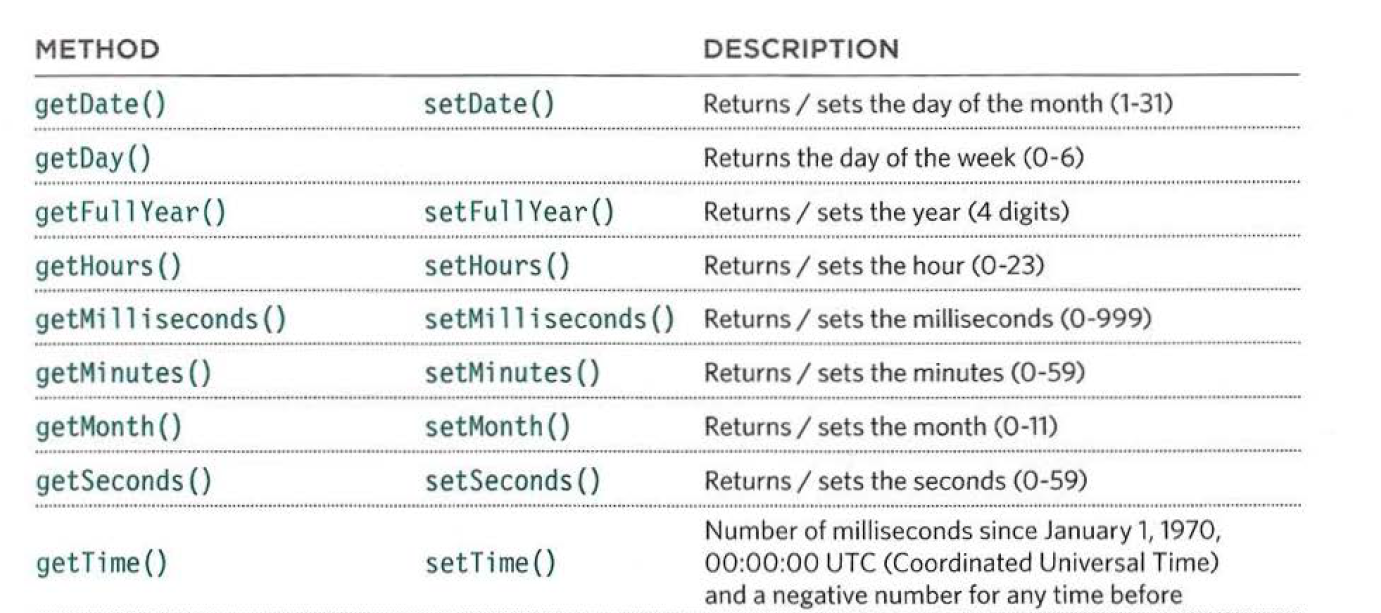 METHOD DESCRIPTION
getDate() setDate() Returns / sets the day of the month (1-31)
getDay() Returns the day of the week (0-6)
getFullYear() setFullYear() Returns / sets the year (4 digits)
getHours() setHours() Returns / sets the hour (0-23)
getMilliseconds() setMilliseconds() Returns / sets the milliseconds (0-999)
getMinutes() setMinutes() Returns / sets the minutes (0-59)
getMonth() setMonth() Returns / sets the month (0-11)
getSeconds() setSeconds() Returns / sets the seconds (0-59)
Number of milliseconds since January 1, 1970,
getTime() setTime() 00:00:00 UTC (Coordinated Universal Time)
and a negative number for any time before